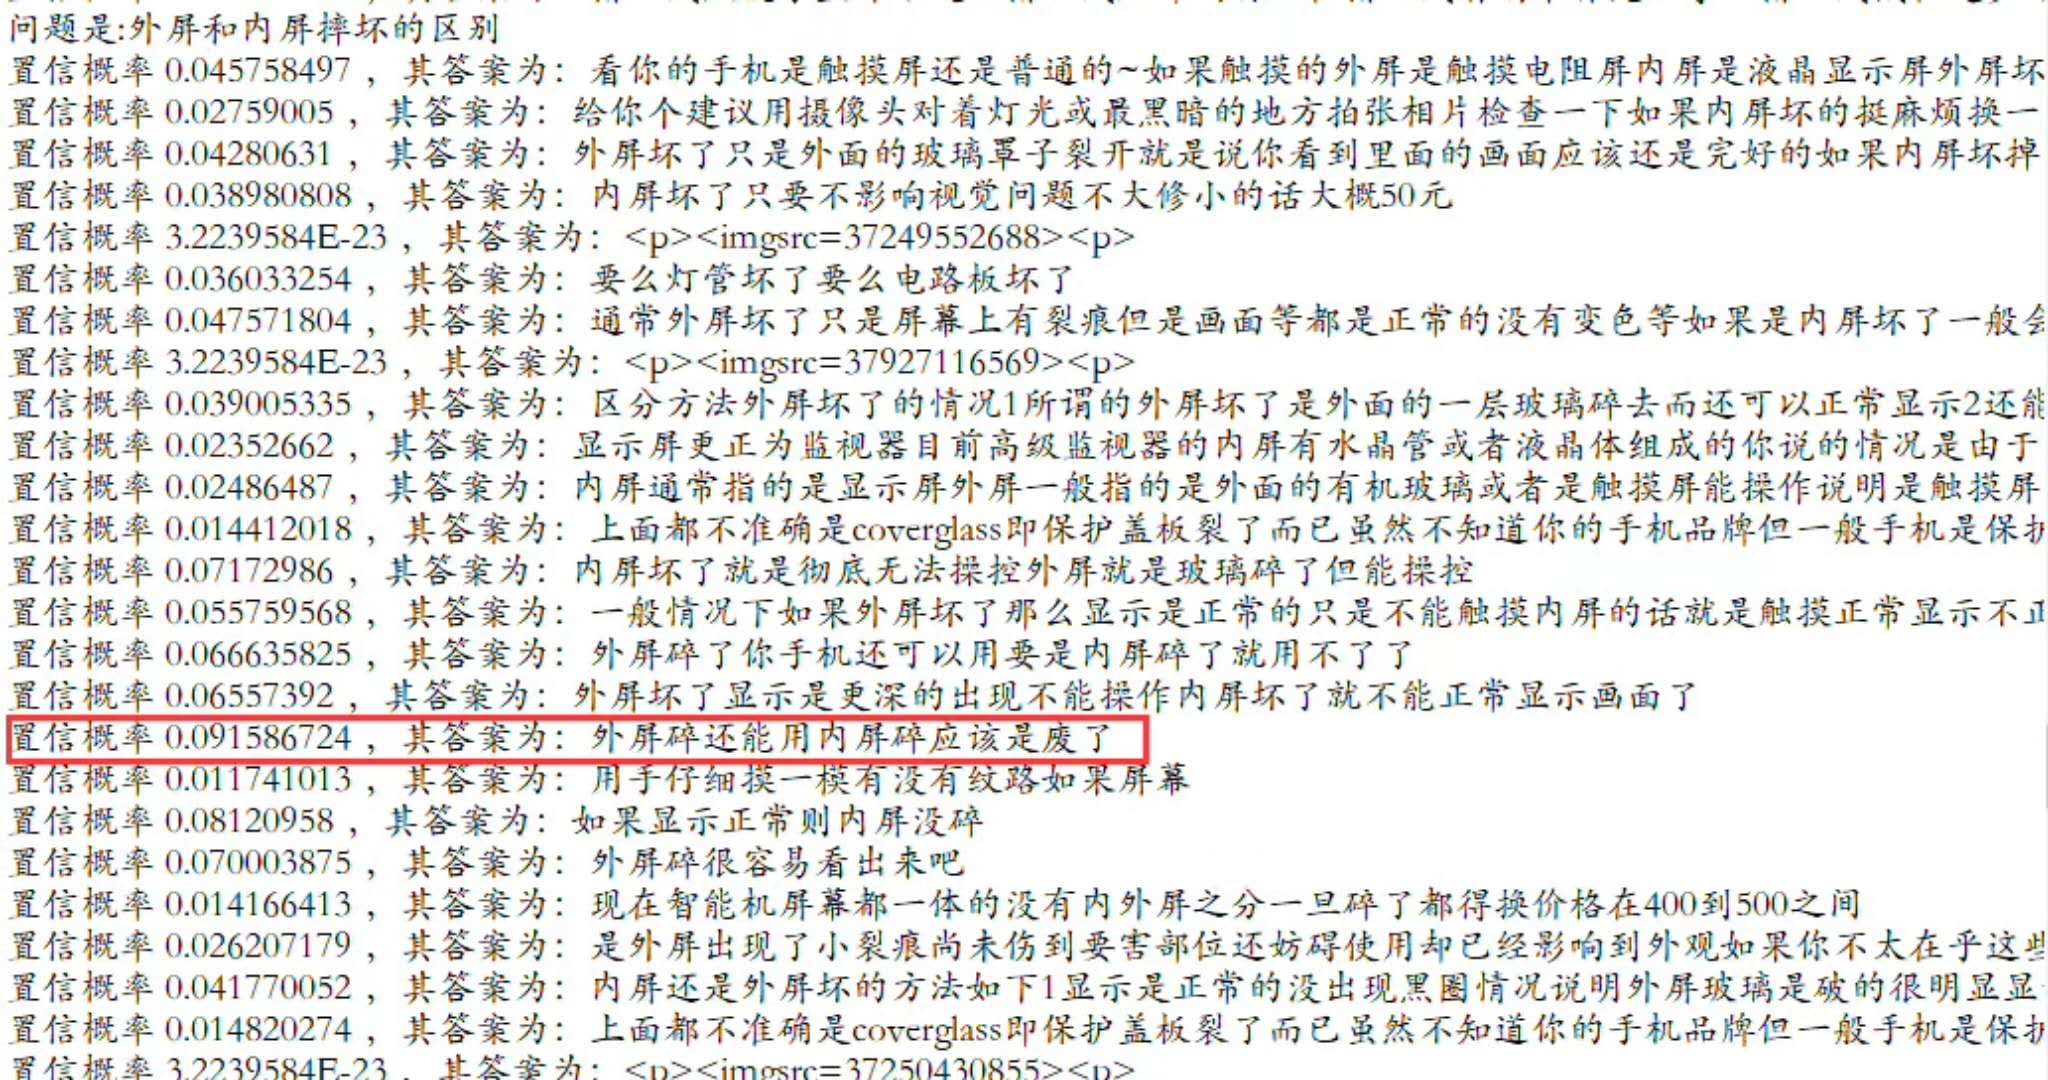 问题是:外屏和内屏摔坏的区别
置信概率 0.045758497 ，其答案为：看你的手机是触摸屏还是普通的~如果触摸的外屏是触摸电阻屏内屏是液晶显示屏外屏坏
置信概率 0.02759005 ，其答案为：给你个建议用摄像头对着灯光或最黑暗的地方拍张相片检查一下如果内屏坏的挺麻烦换一
置信概率 0.04280631 ，其答案为：外屏坏了只是外面的玻璃罩子裂开就是说你看到里面的画面应该还是完好的如果内屏坏掉
置信概率 0.038980808 ，其答案为：内屏坏了只要不影响视觉问题不大修小的话大概50元
置信概率 3.2239584E-23 ，其答案为：<p><imgsrc=37249552688><p>
置信概率 0.036033254 ，其答案为：要么灯管坏了要么电路板坏了
置信概率 0.047571804 ，其答案为：通常外屏坏了只是屏幕上有裂痕但是画面等都是正常的没有变色等如果是内屏坏了一般会
置信概率 3.2239584E-23 ，其答案为：<p><imgsrc=37927116569><p>
置信概率 0.039005335 ，其答案为：区分方法外屏坏了的情况1所谓的外屏坏了是外面的一层玻璃碎去而还可以正常显示2还能
置信概率 0.02352662 ，其答案为：显示屏更正为监视器目前高级监视器的内屏有水晶管或者液晶体组成的你说的情况是由于
置信概率 0.02486487 ，其答案为：内屏通常指的是显示屏外屏一般指的是外面的有机玻璃或者是触摸屏能操作说明是触摸屏
置信概率 0.014412018 ，其答案为：上面都不准确是coverglass即保护盖板裂了而已虽然不知道你的手机品牌但一般手机是保护
置信概率 0.07172986 ，其答案为：内屏坏了就是彻底无法操控外屏就是玻璃碎了但能操控
置信概率 0.055759568 ，其答案为：一般情况下如果外屏坏了那么显示是正常的只是不能触摸内屏的话就是触摸正常显示不正
置信概率 0.066635825 ，其答案为：外屏碎了你手机还可以用要是内屏碎了就用不了了
置信概率 0.06557392 ，其答案为：外屏坏了显示是更深的出现不能操作内屏坏了就不能正常显示画面了
置信概率 0.091586724 ，其答案为：外屏碎还能用内屏碎应该是废了
置信概率 0.011741013 ，其答案为：用手仔细摸一模有没有纹路如果屏幕
置信概率 0.08120958 ，其答案为：如果显示正常则内屏没碎
置信概率 0.070003875 ，其答案为：外屏碎很容易看出来吧
置信概率 0.014166413 ，其答案为：现在智能机屏幕都一体的没有内外屏之分一旦碎了都得换价格在400到500之间
置信概率 0.026207179 ，其答案为：是外屏出现了小裂痕尚未伤到要害部位还妨碍使用却已经影响到外观如果你不太在乎这些
置信概率 0.041770052 ，其答案为：内屏还是外屏坏的方法如下1显示是正常的没出现黑圈情况说明外屏玻璃是破的很明显显
置信概率 0.014820274 ，其答案为：上面都不准确是coverglass即保护盖板裂了而已虽然不知道你的手机品牌但一般手机是保护
置信概率 3.2239584E-23 ，其答案为：<p><imgsrc=37250430855><p>